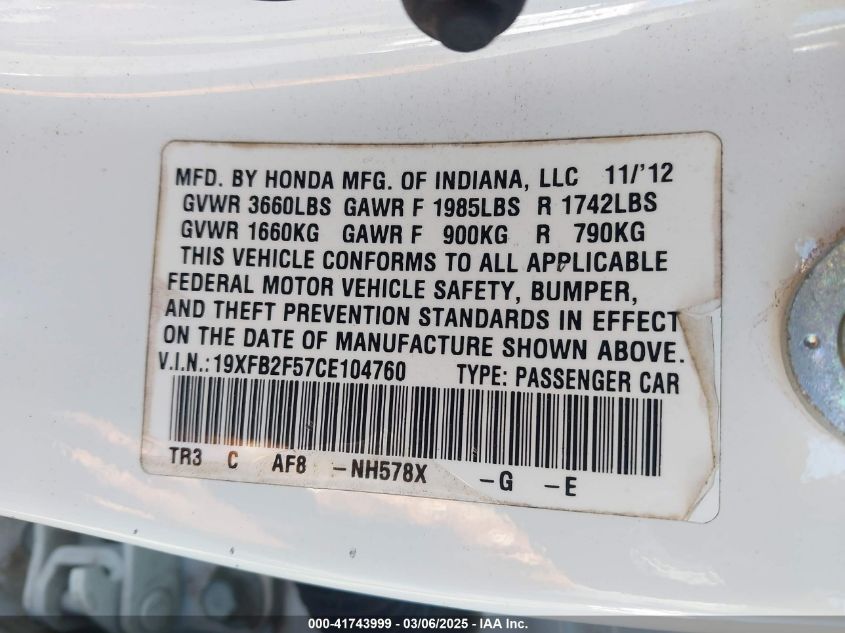 MFD. BY HONDA MFG. OF INDIANA, LLC 11/'12
GVWR 3660LBS GAWR F 1985LBS R 1742LBS
GVWR 1660KG GAWR F 900KG R 790KG
THIS VEHICLE CONFORMS TO ALL APPLICABLE
FEDERAL MOTOR VEHICLE SAFETY, BUMPER,
AND THEFT PREVENTION STANDARDS IN EFFECT
ON THE DATE OF MANUFACTURE SHOWN ABOVE.
V.I.N.:19XFB2F57CE104760 TYPE: PASSENGER CAR
TR3 C AF8 -NH578X -G -E
000-41743999 - 03/06/2025 - © IAA Inc.